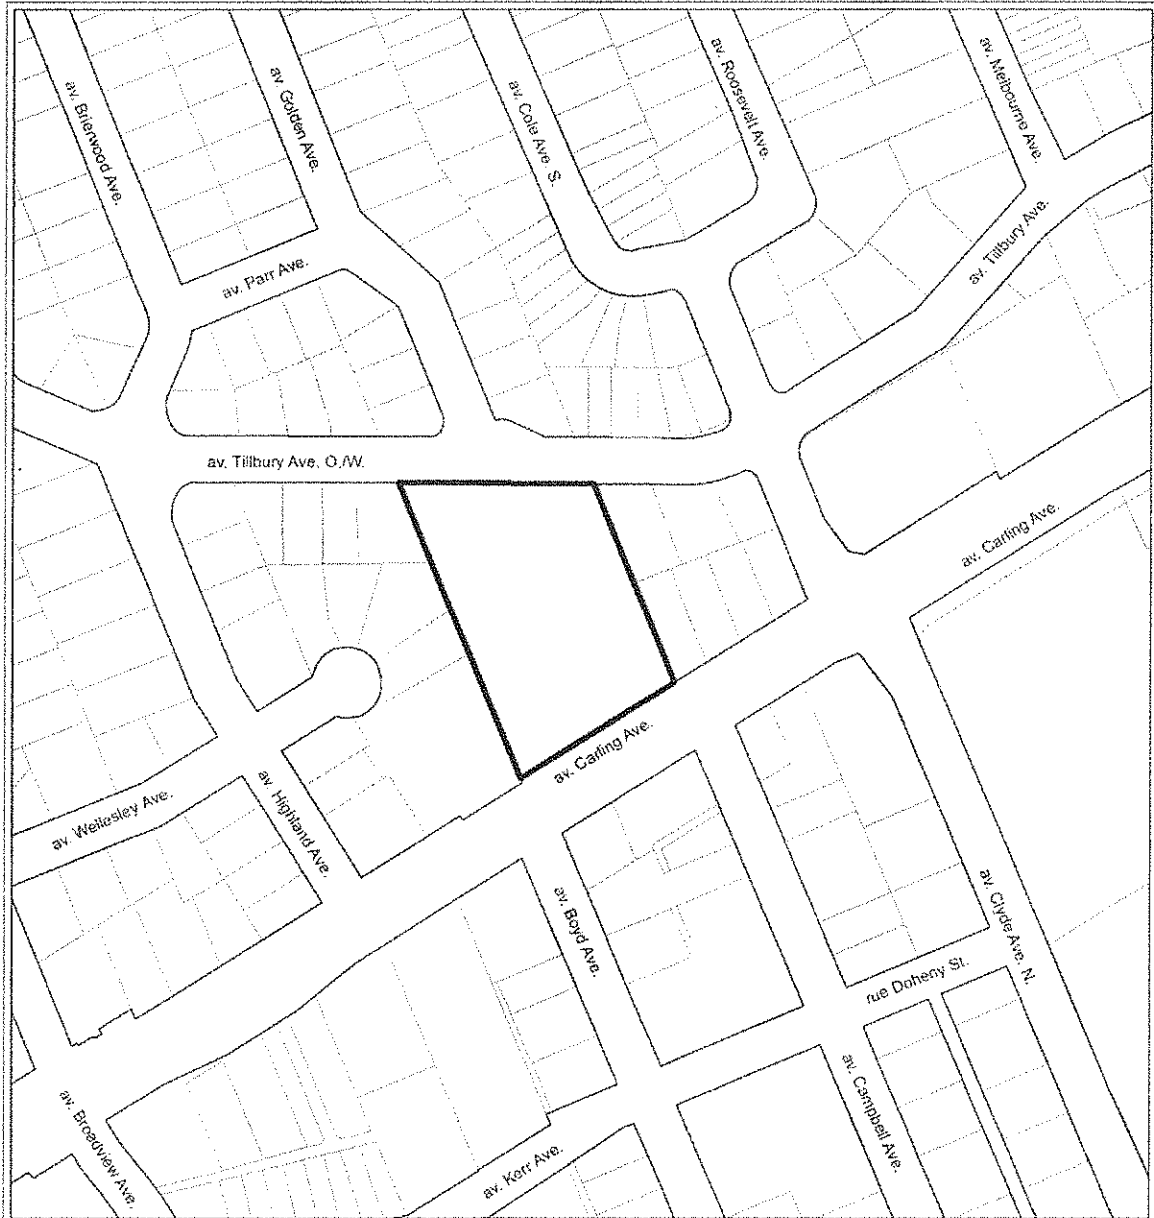 av. Brierwood Ave.
av. Golden Ave.
av. Cole Ave. S.
av. Roosevelt Ave.
av. Melbourne Ave.
av. Parr Ave.
av. Tillbury Ave.
av. Tillbury Ave. O./W.
av. Carling Ave.
av. Carling Ave.
av. Wellesley Ave.
av. Highland Ave.
av. Boyd Ave.
av. Clyde Ave. N.
rue Doheny St.
av. Campbell Ave.
av. Broadview Ave.
av. Kerr Ave.